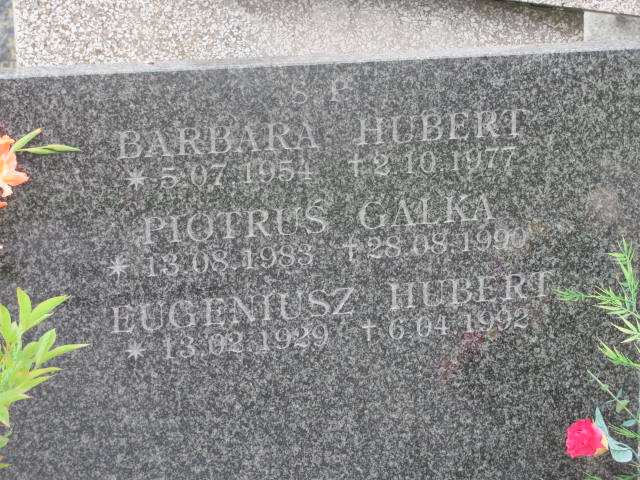 Ś P
BARBARA HUBERT
* 5.07.1954 †2.10.1977
PIOTRUŚ GAŁKA
* 13.08.1983 †28.08.1990
EUGENIUSZ HUBERT
* 13.02.1929 †6.04.1992